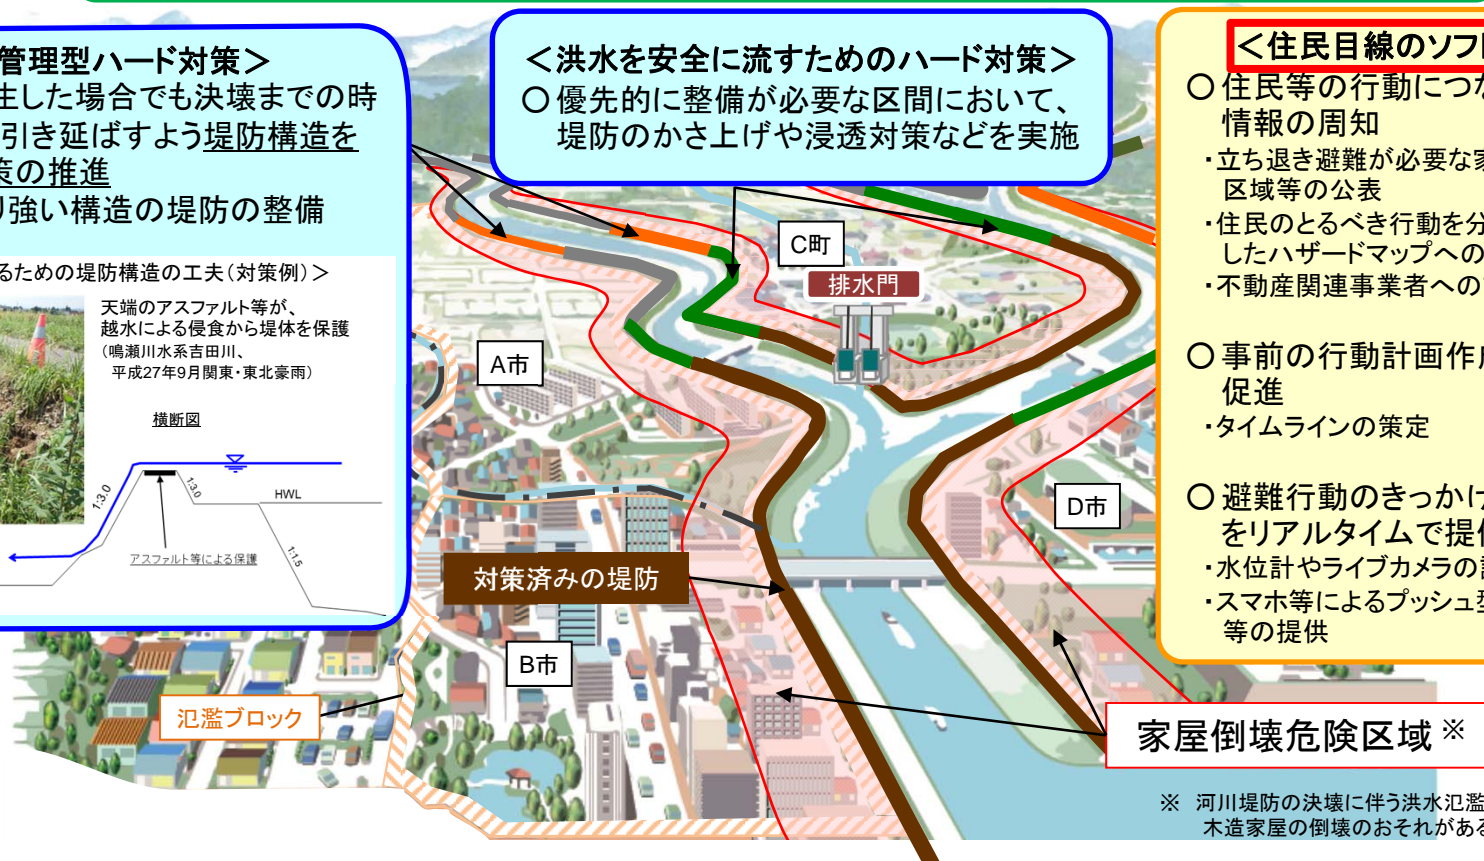 管理型ハード対策＞
生した場合でも決壊までの時
引き延ばすよう堤防構造を
策の推進
り強い構造の堤防の整備
るための堤防構造の工夫（対策例）＞
天端のアスファルト等が、
越水による侵食から堤体を保護
（鳴瀬川水系吉田川、
平成27年9月関東・東北豪雨）
横断図
1:3.0
1:3.0
HWL
1:1.5
アスファルト等による保護
＜洪水を安全に流すためのハード対策＞
○優先的に整備が必要な区間において、
堤防のかさ上げや浸透対策などを実施
＜住民目線のソフ
○住民等の行動につな
情報の周知
・立ち退き避難が必要な家
区域等の公表
・住民のとるべき行動を分
したハザードマップへの
・不動産関連事業者への
○事前の行動計画作成
促進
・タイムラインの策定
○避難行動のきっかけ
をリアルタイムで提供
・水位計やライブカメラの設
・スマホ等によるプッシュ型
等の提供
C町
排水門
A市
D市
対策済みの堤防
B市
氾濫ブロック
家屋倒壊危険区域※
※ 河川堤防の決壊に伴う洪水氾濫
木造家屋の倒壊のおそれがある